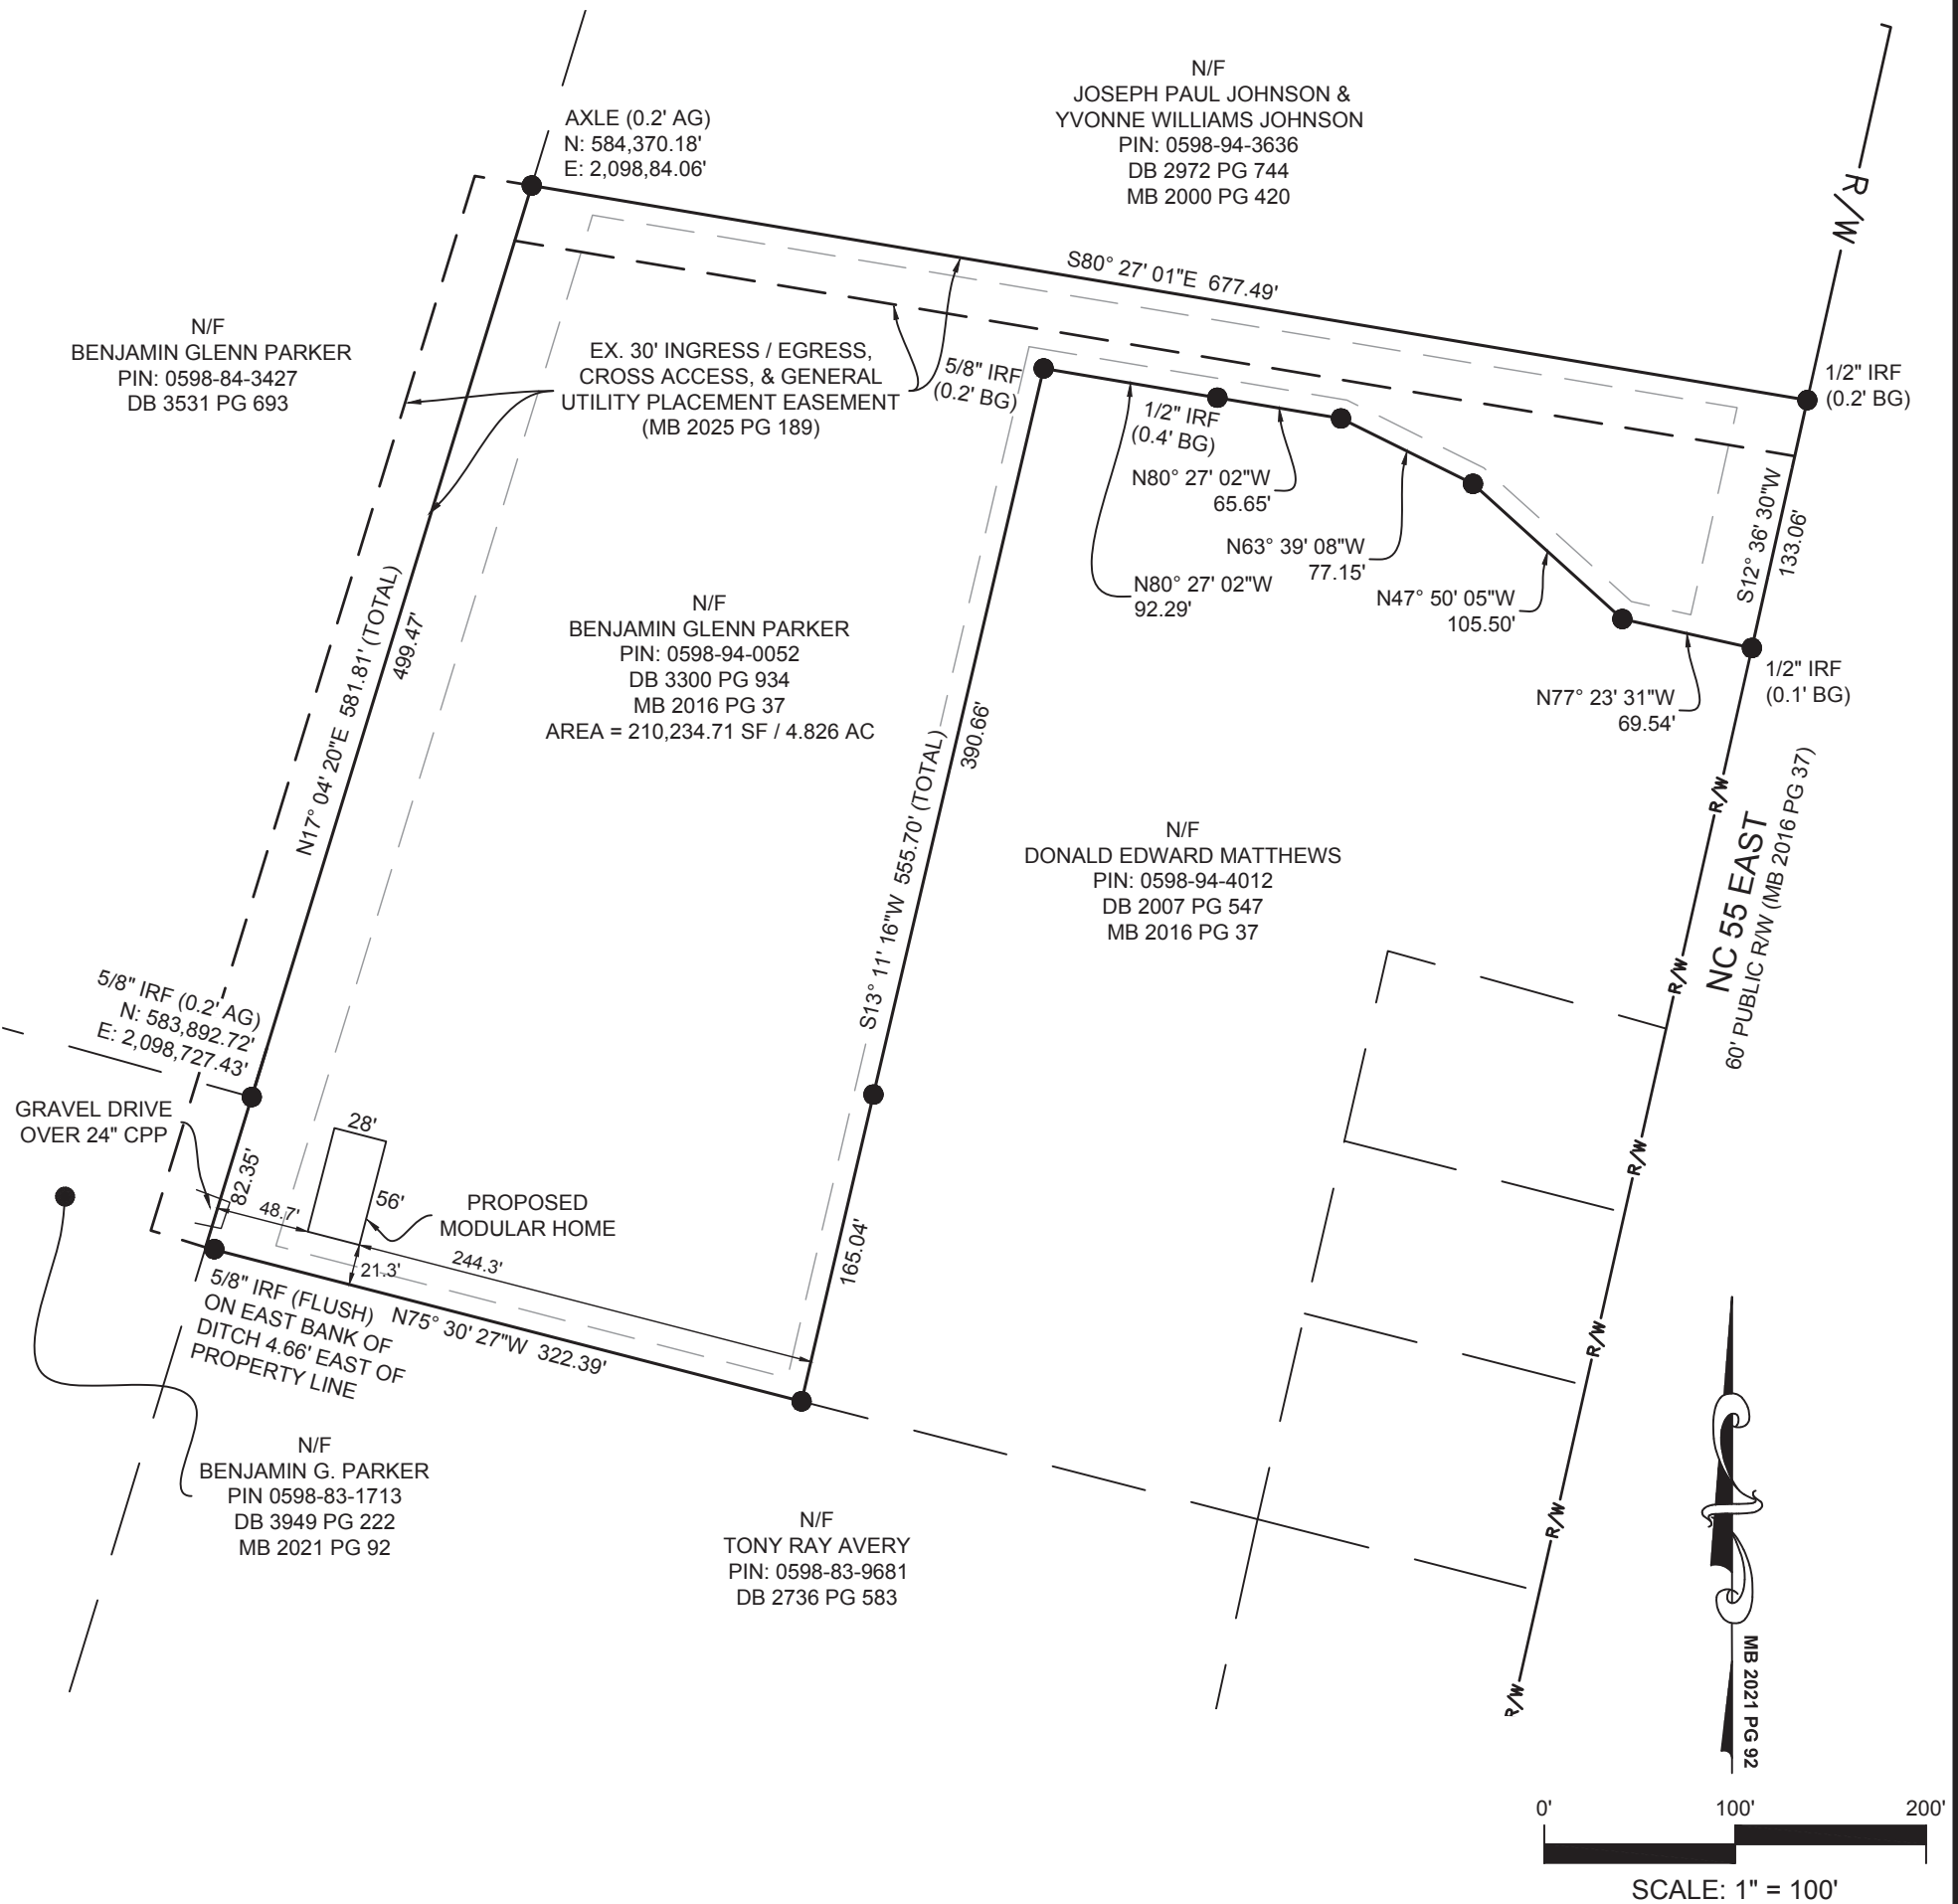 N/F
JOSEPH PAUL JOHNSON &
YVONNE WILLIAMS JOHNSON
PIN: 0598-94-3636
DB 2972 PG 744
MB 2000 PG 420
AXLE (0.2' AG)
N: 584,370.18'
E: 2,098,84.06'
R/W
S80° 27' 01"E 677.49'
N/F
BENJAMIN GLENN PARKER
PIN: 0598-84-3427
DB 3531 PG 693
EX. 30' INGRESS / EGRESS,
CROSS ACCESS, & GENERAL
UTILITY PLACEMENT EASEMENT
(MB 2025 PG 189)
5/8" IRF
(0.2' BG)
1/2" IRF
(0.4' BG)
1/2" IRF
(0.2' BG)
N80° 27' 02"W
65.65'
N63° 39' 08"W
77.15'
N80° 27' 02"W
92.29'
N47° 50' 05"W
105.50'
S12° 36' 30"W
133.06'
N77° 23' 31"W
69.54'
1/2" IRF
(0.1' BG)
N17° 04' 20"E 581.81' (TOTAL)
499.47'
N/F
BENJAMIN GLENN PARKER
PIN: 0598-94-0052
DB 3300 PG 934
MB 2016 PG 37
AREA = 210,234.71 SF / 4.826 AC
S13° 11' 16"W 555.70' (TOTAL)
390.66'
N/F
DONALD EDWARD MATTHEWS
PIN: 0598-94-4012
DB 2007 PG 547
MB 2016 PG 37
R/W
NC 55 EAST
60' PUBLIC R/W (MB 2016 PG 37)
R/W
R/W
R/W
R/W
R/W
5/8" IRF (0.2' AG)
N: 583,892.72'
E: 2,098,727.43'
GRAVEL DRIVE
OVER 24" CPP
82.35'
28'
56'
48.7'
PROPOSED
MODULAR HOME
21.3'
244.3'
165.04'
5/8" IRF (FLUSH)
ON EAST BANK OF
DITCH 4.66' EAST OF
PROPERTY LINE
N75° 30' 27"W 322.39'
N/F
BENJAMIN G. PARKER
PIN 0598-83-1713
DB 3949 PG 222
MB 2021 PG 92
N/F
TONY RAY AVERY
PIN: 0598-83-9681
DB 2736 PG 583
MB 2021 PG 92
0' 100' 200'
SCALE: 1" = 100'